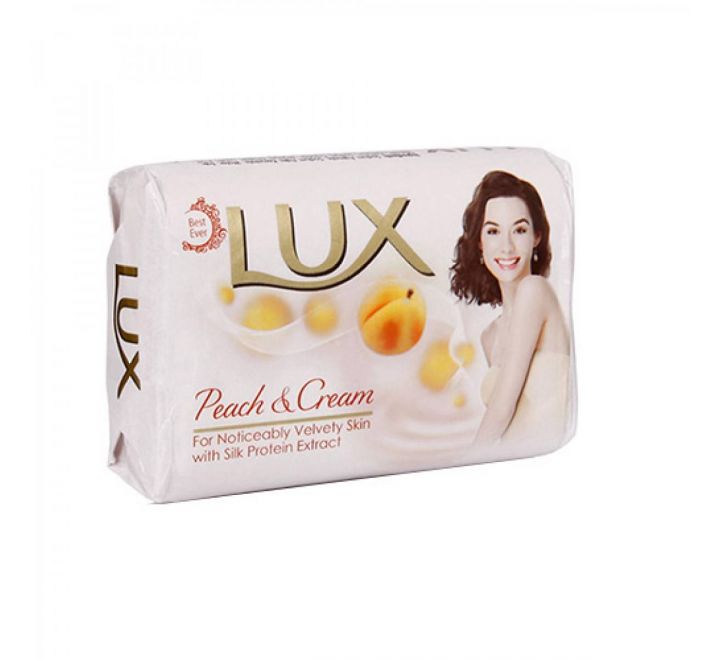 Best
Ever
LUX
LUX
Peach & Cream
For Noticeably Velvety Skin
with Silk Protein Extract